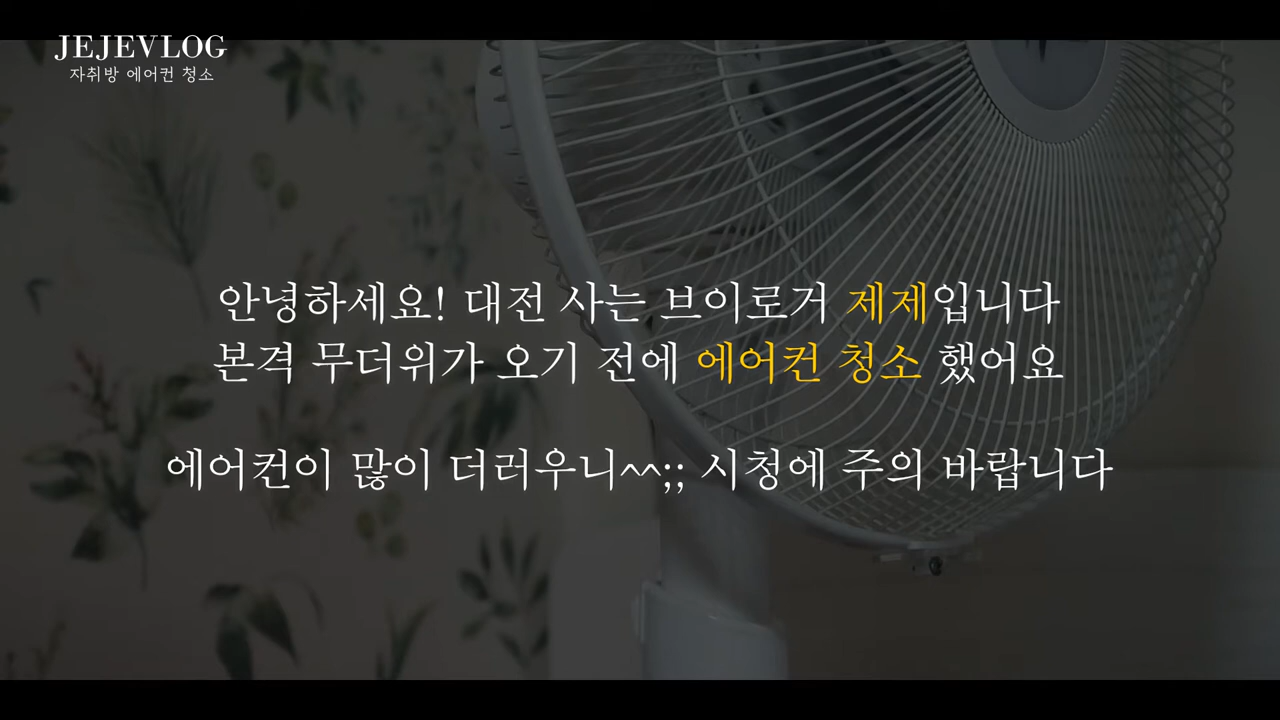 JEJEVLOG
자취방 에어컨 청소
안녕하세요! 대전 사는 브이로거 제제입니다
본격 무더위가 오기 전에 에어컨 청소 했어요
에어컨이 많이 더러우니^^;; 시청에 주의 바랍니다